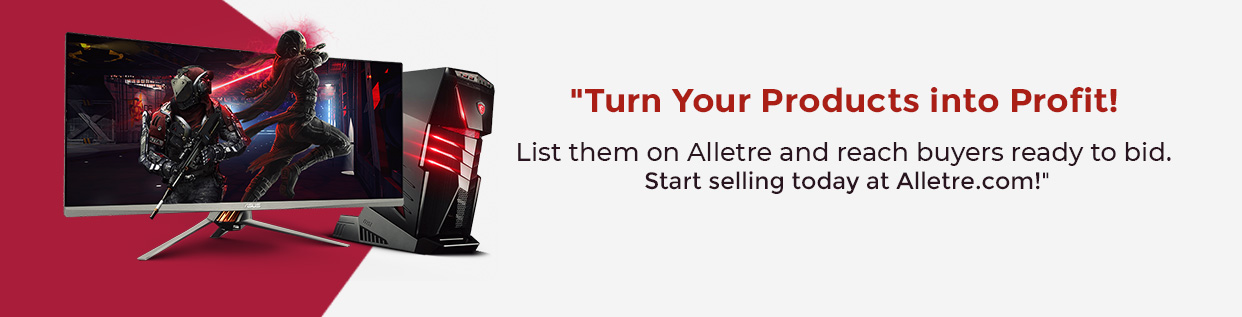 "Turn Your Products into Profit!
List them on Alletre and reach buyers ready to bid.
Start selling today at Alletre.com!"